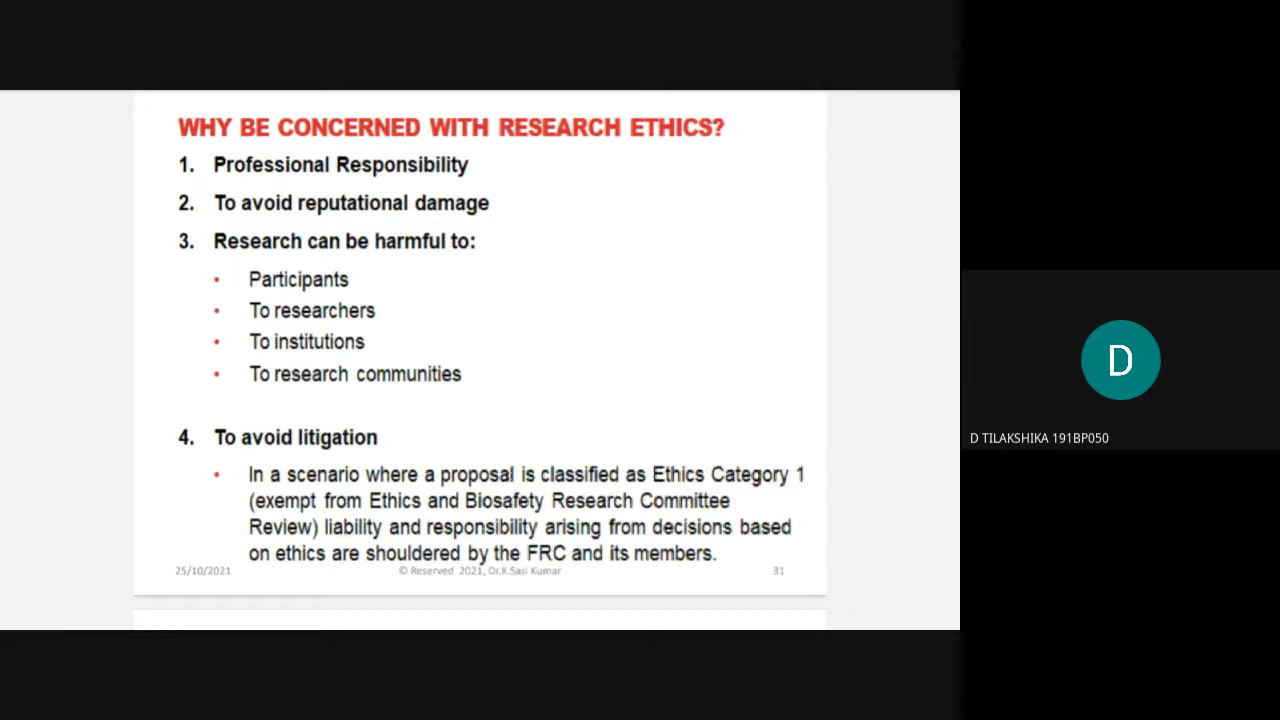 WHY BE CONCERNED WITH RESEARCH ETHICS?
1. Professional Responsibility
2. To avoid reputational damage
3. Research can be harmful to:
• Participants
• To researchers
• To institutions
• To research communities
4. To avoid litigation
• In a scenario where a proposal is classified as Ethics Category 1
(exempt from Ethics and Biosafety Research Committee
Review) liability and responsibility arising from decisions based
on ethics are shouldered by the FRC and its members.
25/10/2021 © Reserved 2021, Dr.K.Sasi Kumar 31
D
D TILAKSHIKA 191BP050